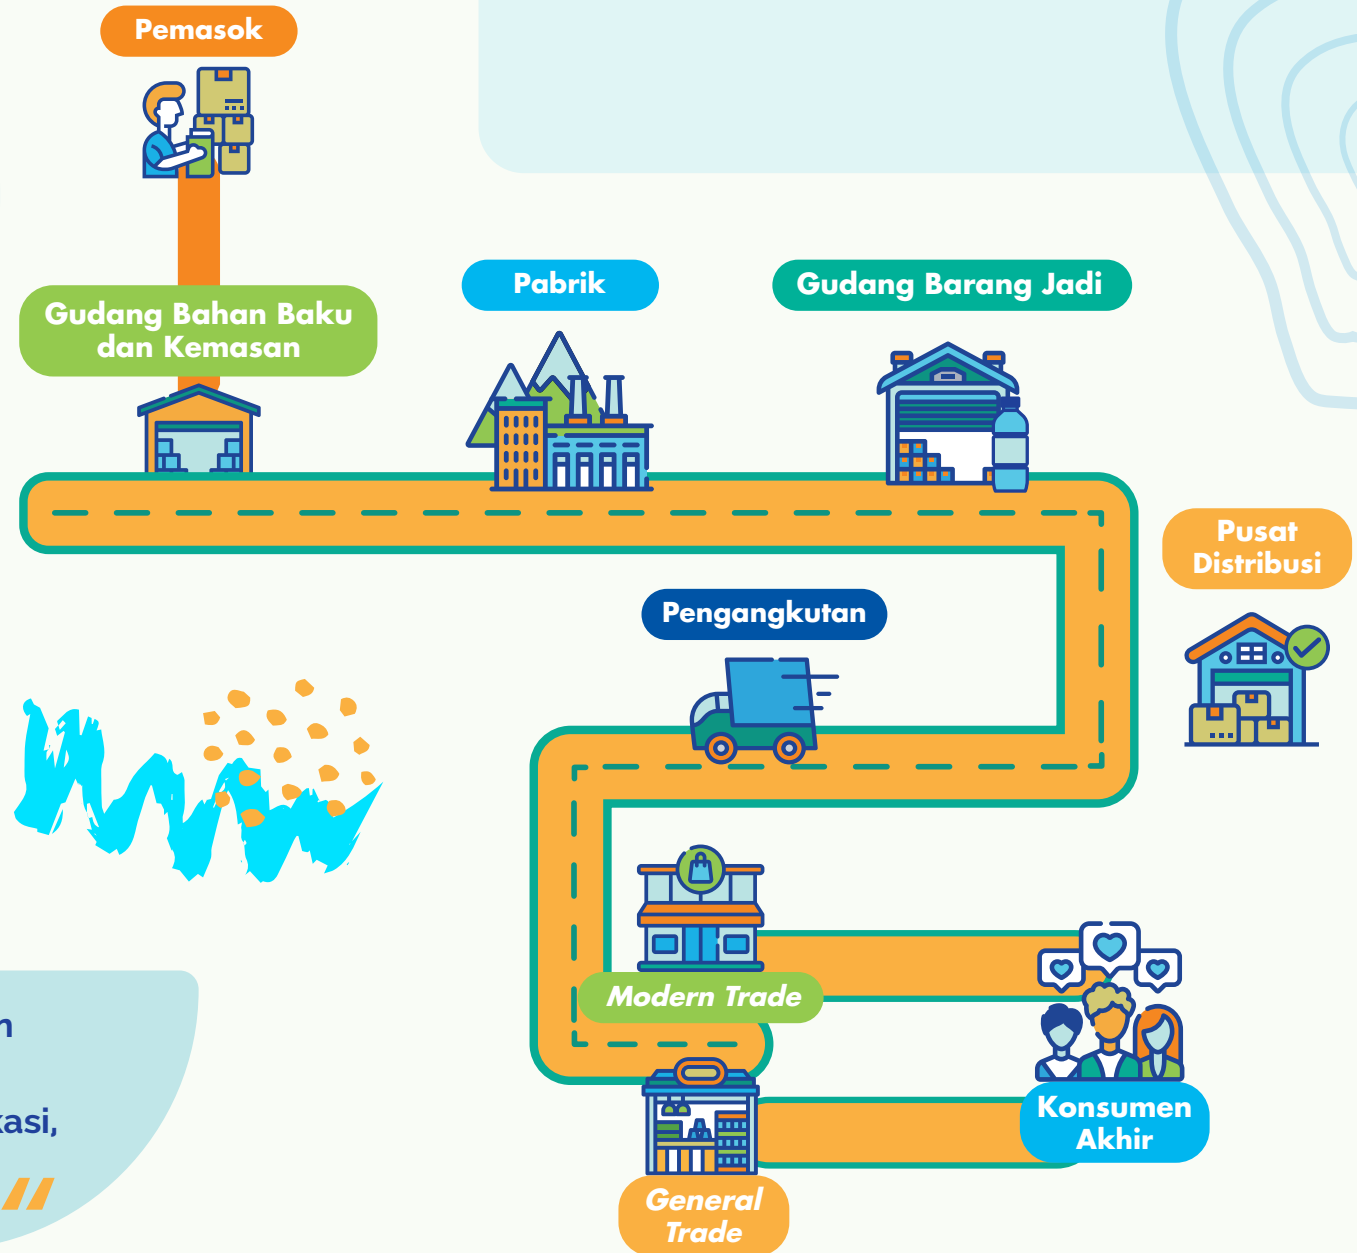 Pemasok
Gudang Bahan Baku
dan Kemasan
Pabrik
Gudang Barang Jadi
Pusat
Distribusi
Pengangkutan
Modern Trade
General
Trade
Konsumen
Akhir